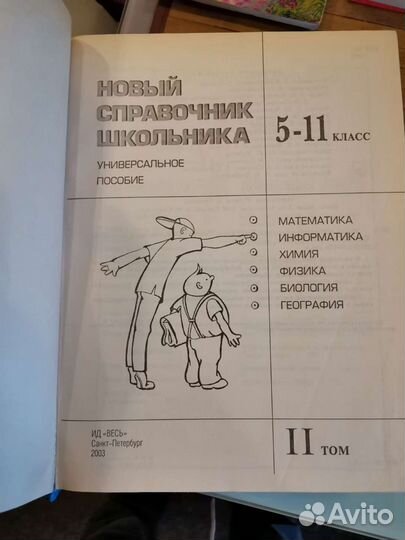 НОВЫЙ
СПРАВОЧНИК
ШКОЛЬНИКА
УНИВЕРСАЛЬНОЕ
ПОСОБИЕ
5-11 КЛАСС
МАТЕМАТИКА
ИНФОРМАТИКА
ХИМИЯ
ФИЗИКА
БИОЛОГИЯ
ГЕОГРАФИЯ
ИД «ВЕСЬ»
Санкт-Петербург
2003
II ТОМ
Avito